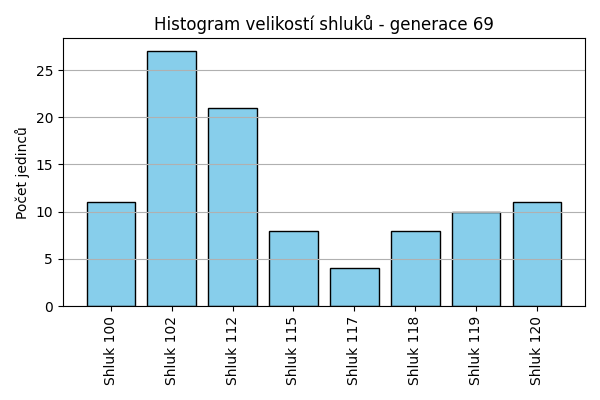 Histogram velikostí shluků - generace 69
Počet jedinců
25
20
15
10
5
0
Shluk 100
Shluk 102
Shluk 112
Shluk 115
Shluk 117
Shluk 118
Shluk 119
Shluk 120